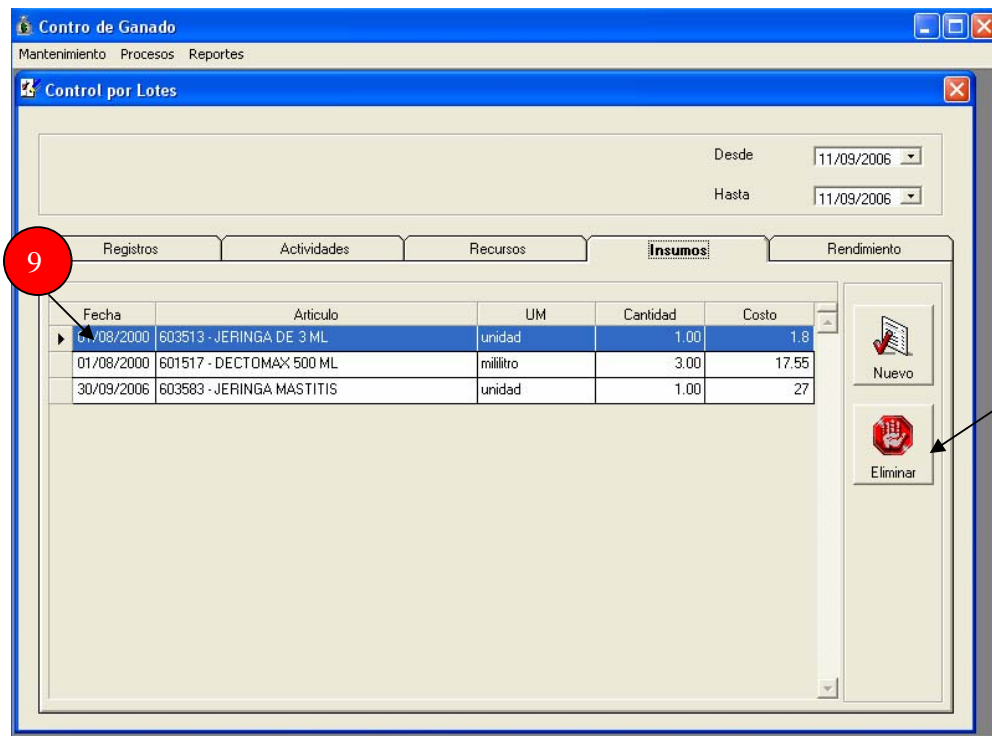 Contro de Ganado
Mantenimiento Procesos Reportes
Control por Lotes
Desde 11/09/2006
Hasta 11/09/2006
9
Registros Actividades Recursos Insumos Rendimiento
Fecha Articulo UM Cantidad Costo
01/08/2000 603513 - JERINGA DE 3 ML unidad 1.00 1.8
01/08/2000 601517 - DECTOMAX 500 ML mililitro 3.00 17.55
30/09/2006 603583 - JERINGA MASTITIS unidad 1.00 27
Nuevo
Eliminar